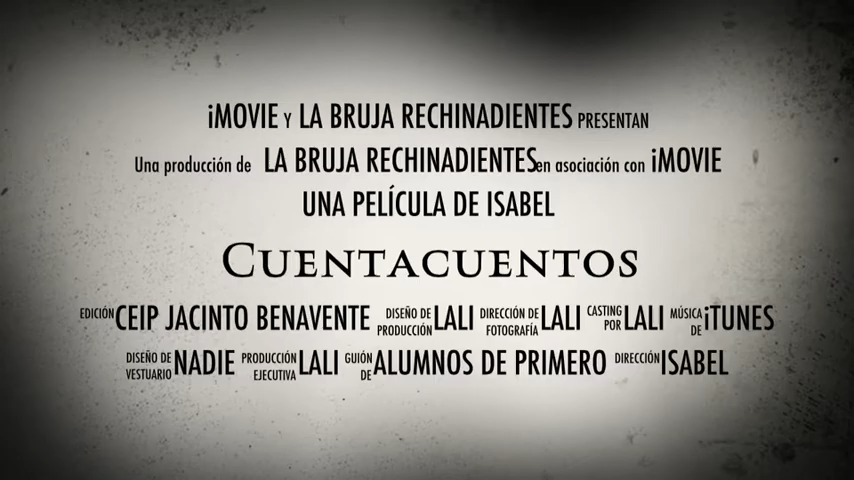 iMOVIE Y LA BRUJA RECHINADIENTES PRESENTAN
Una producción de LA BRUJA RECHINADIENTES en asociación con iMOVIE
UNA PELÍCULA DE ISABEL
CUENTACUENTOS
EDICIÓN CEIP JACINTO BENAVENTE DISEÑO DE PRODUCCIÓN LALI DIRECCIÓN DE FOTOGRAFÍA LALI CASTING POR LALI MÚSICA DE iTUNES
DISEÑO DE VESTUARIO NADIE PRODUCCIÓN EJECUTIVA LALI GUIÓN DE ALUMNOS DE PRIMERO DIRECCIÓN ISABEL